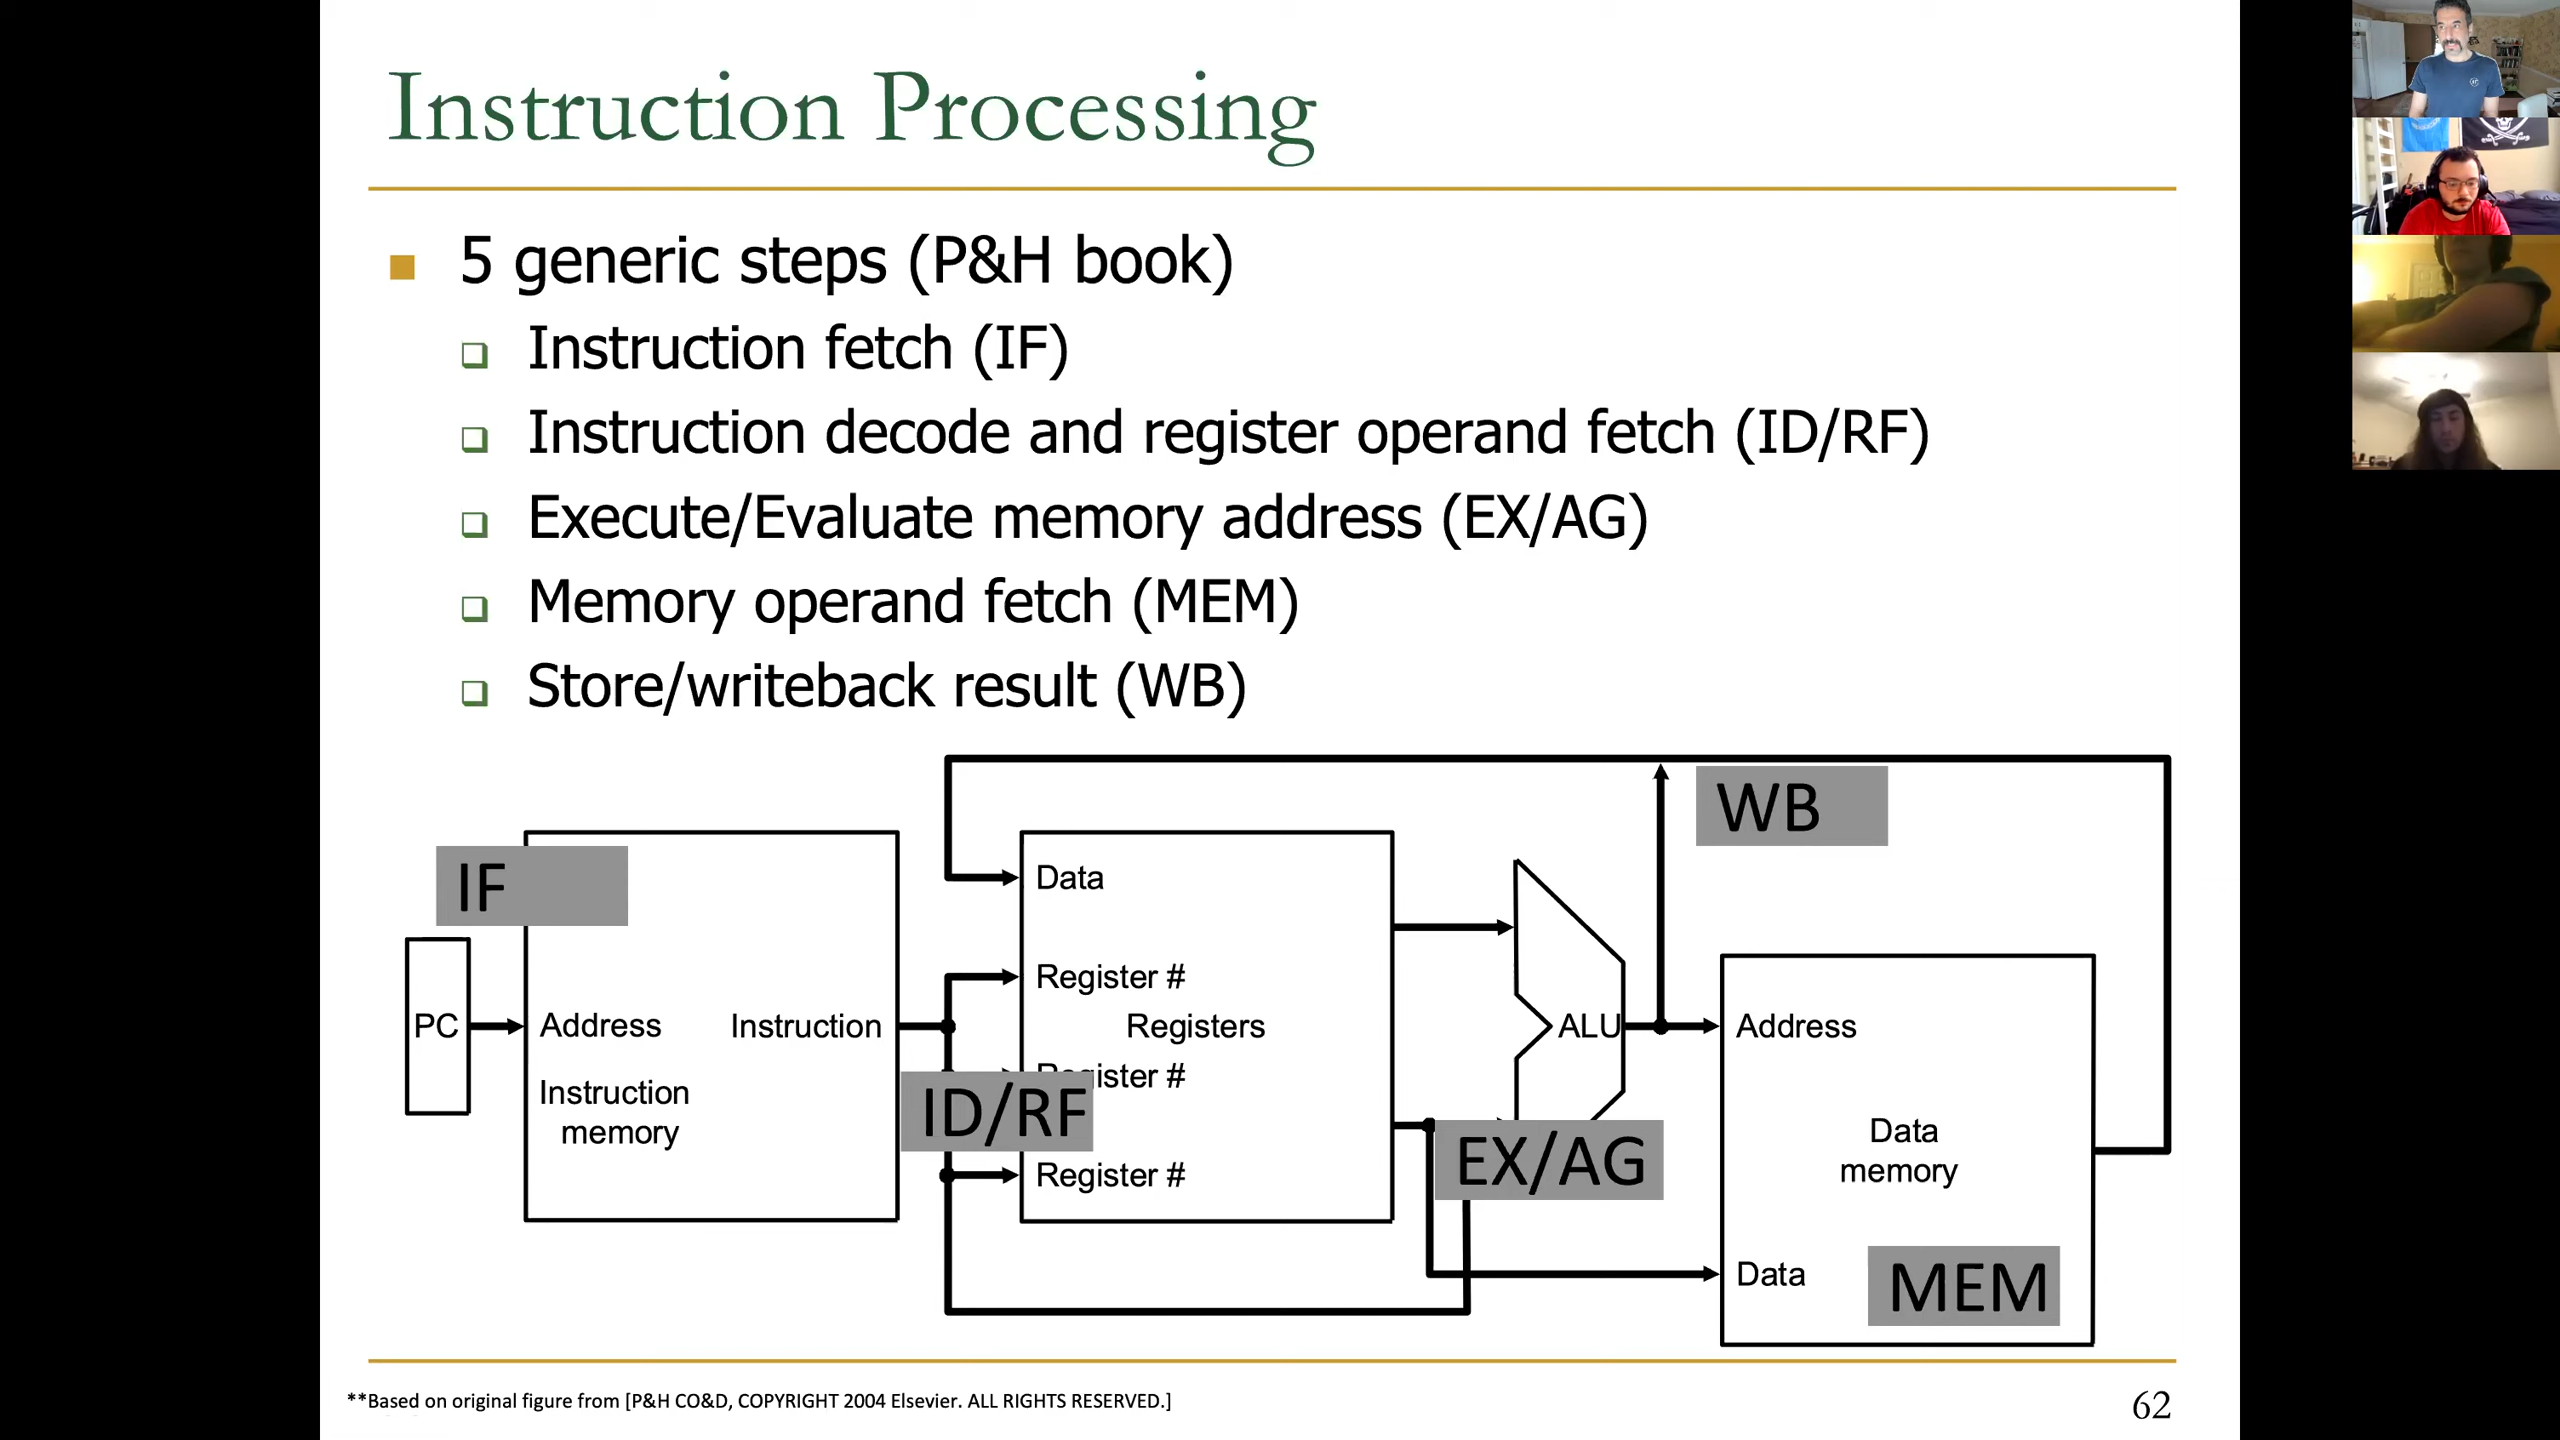 Instruction Processing
5 generic steps (P&H book)
Instruction fetch (IF)
Instruction decode and register operand fetch (ID/RF)
Execute/Evaluate memory address (EX/AG)
Memory operand fetch (MEM)
Store/writeback result (WB)
WB
IF
Data
Register #
PC
Address
Instruction
Registers
ALU
Address
Register #
Instruction
memory
ID/RF
EX/AG
Register #
Data
memory
Data
MEM
**Based on original figure from [P&H CO&D, COPYRIGHT 2004 Elsevier. ALL RIGHTS RESERVED.]
62